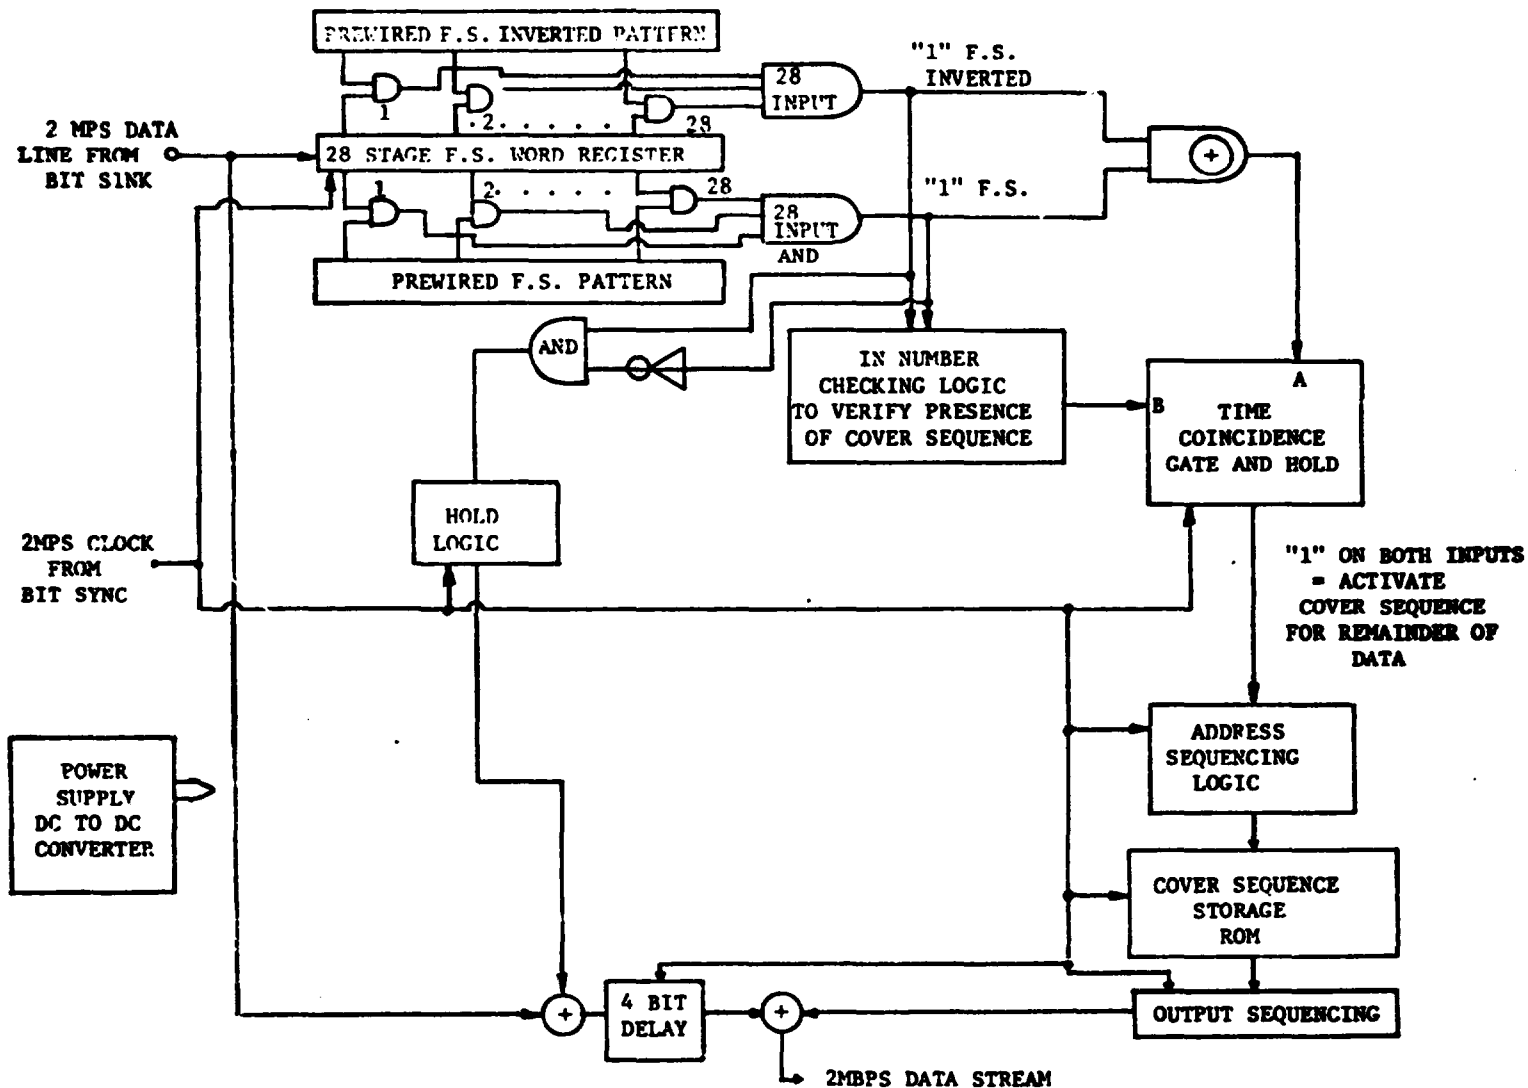 PREWIRED F.S. INVERTED PATTERN
1
2
28
28
INPUT
"1" F.S.
INVERTED
2 MPS DATA
LINE FROM
BIT SINK
28 STAGE F.S. WORD REGISTER
+
1
2
28
28
INPUT
AND
"1" F.S.
PREWIRED F.S. PATTERN
AND
IN NUMBER
CHECKING LOGIC
TO VERIFY PRESENCE
OF COVER SEQUENCE
A
B
TIME
COINCIDENCE
GATE AND HOLD
HOLD
LOGIC
2MPS CLOCK
FROM
BIT SYNC
"1" ON BOTH INPUTS
= ACTIVATE
COVER SEQUENCE
FOR REMAINDER OF
DATA
POWER
SUPPLY
DC TO DC
CONVERTER
ADDRESS
SEQUENCING
LOGIC
COVER SEQUENCE
STORAGE
ROM
+
4 BIT
DELAY
+
OUTPUT SEQUENCING
2MBPS DATA STREAM